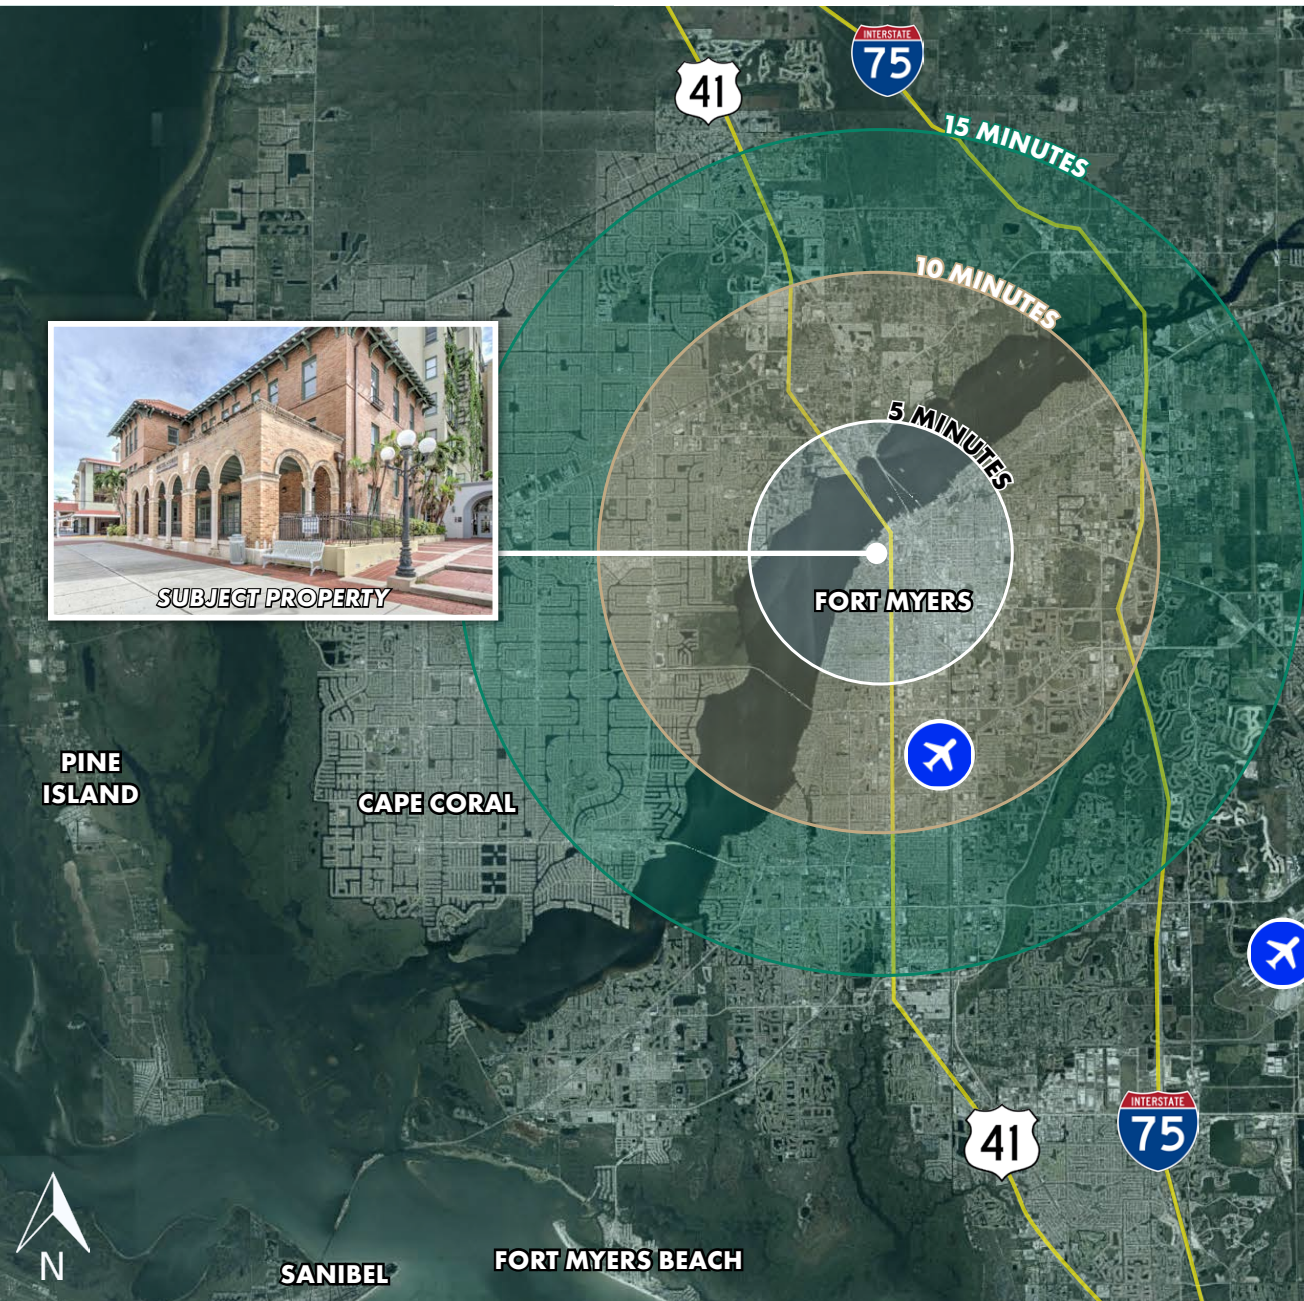 INTERSTATE
75
41
15 MINUTES
10 MINUTES
5 MINUTES
SUBJECT PROPERTY
FORT MYERS
PINE
ISLAND
CAPE CORAL
INTERSTATE
75
41
N
SANIBEL
FORT MYERS BEACH